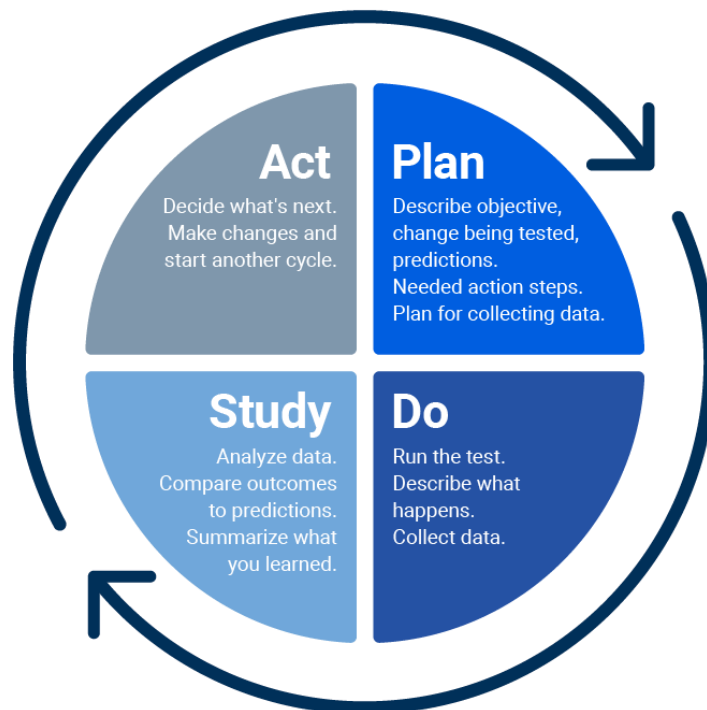 Act
Decide what's next.
Make changes and
start another cycle.
Plan
Describe objective,
change being tested,
predictions.
Needed action steps.
Plan for collecting data.
Study
Analyze data.
Compare outcomes
to predictions.
Summarize what
you learned.
Do
Run the test.
Describe what
happens.
Collect data.